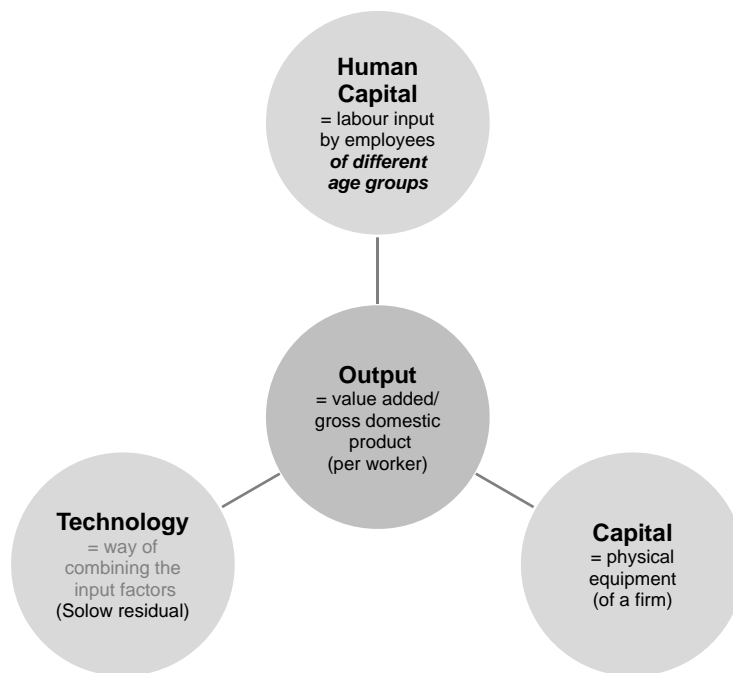 Human
Capital
= labour input
by employees
of different
age groups
Output
= value added/
gross domestic
product
(per worker)
Technology
= way of
combining the
input factors
(Solow residual)
Capital
= physical
equipment
(of a firm)